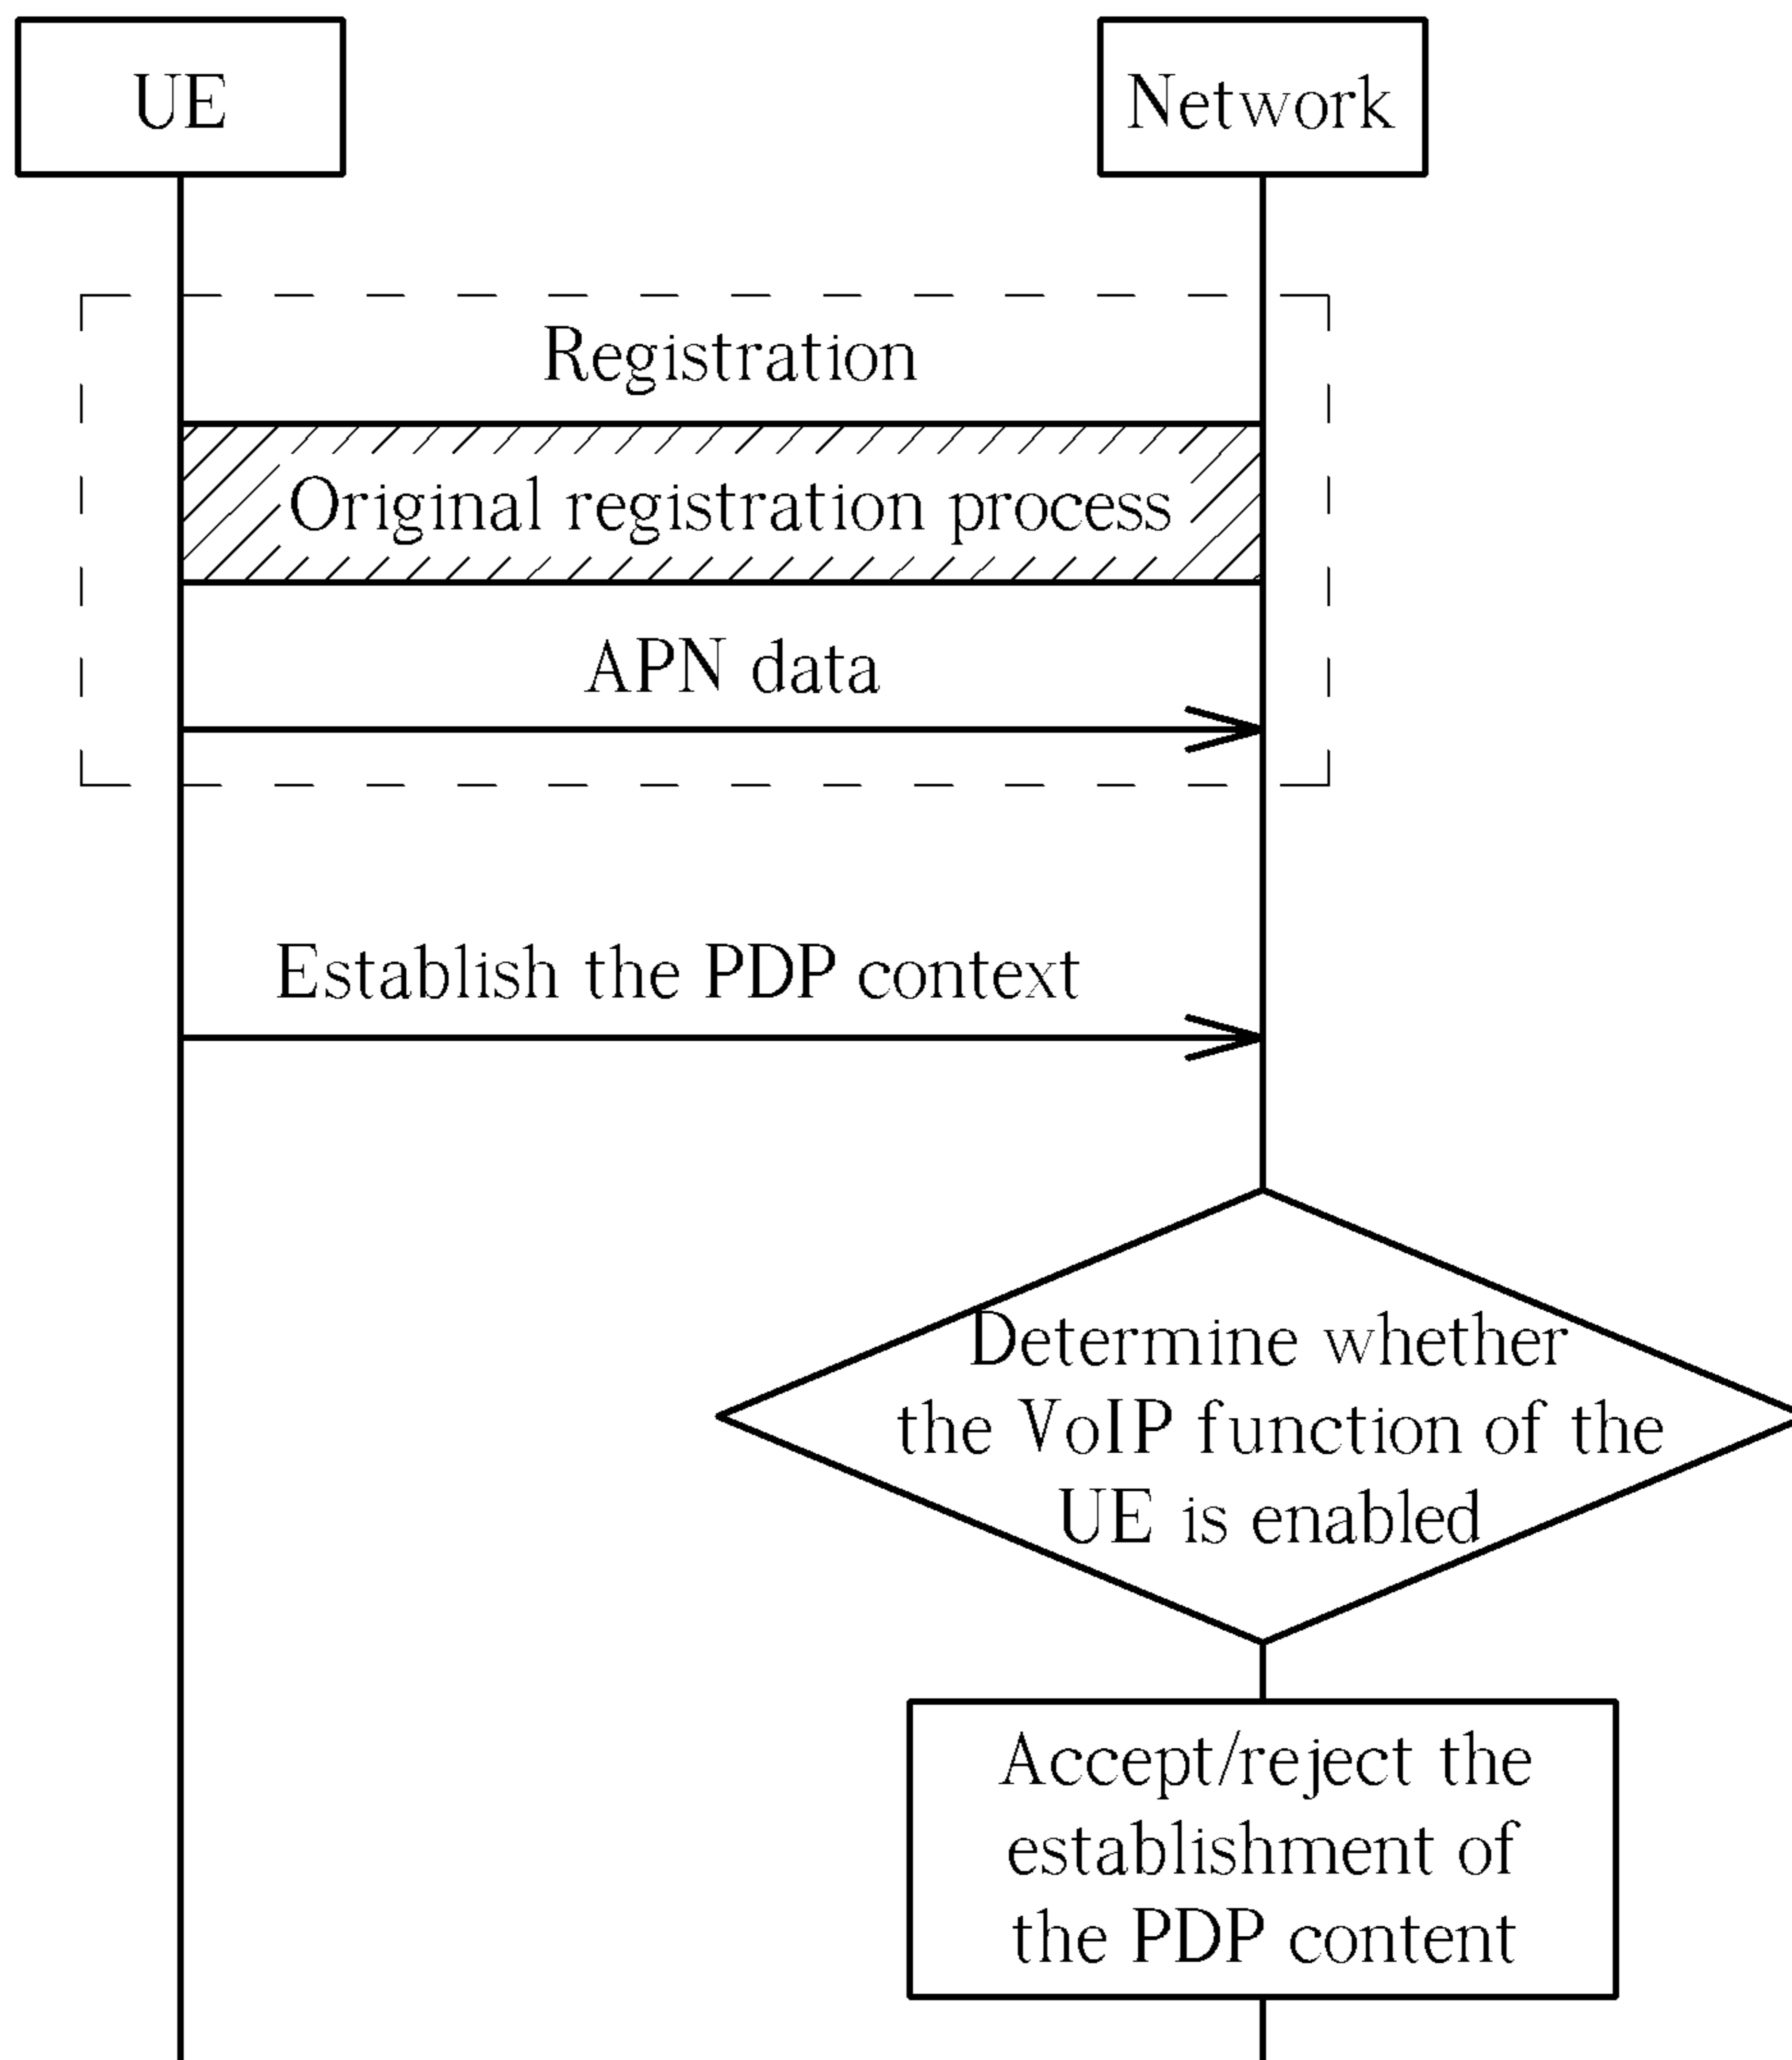 UE
Network
Registration
Original registration process
APN data
Establish the PDP context
Determine whether
the VoIP function of the
UE is enabled
Accept/reject the
establishment of
the PDP content